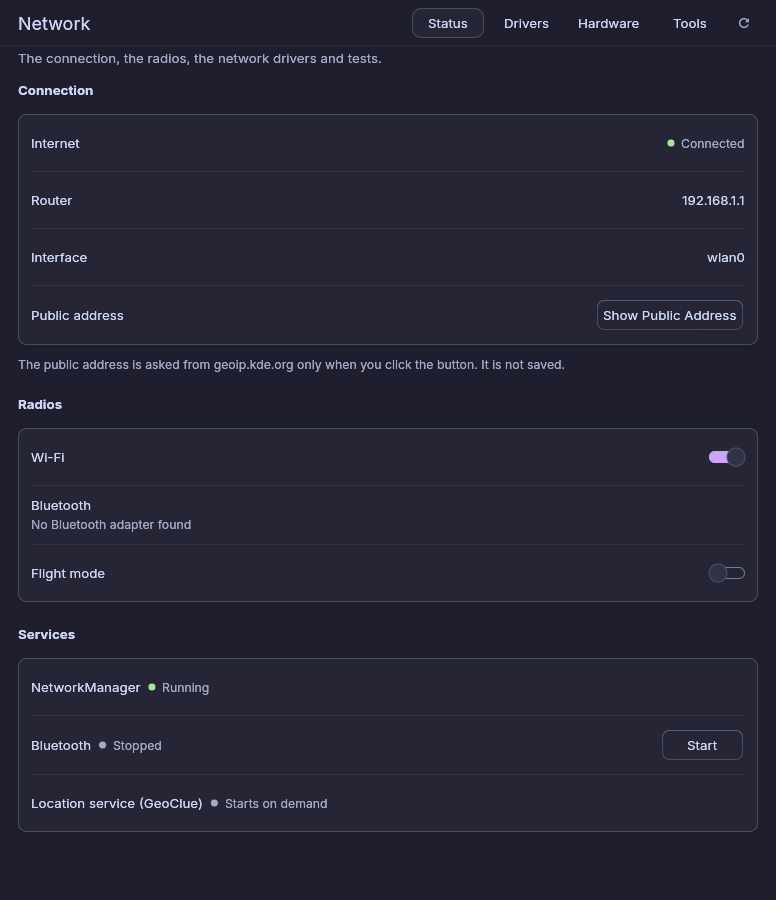 Network
Status
Drivers
Hardware
Tools
The connection, the radios, the network drivers and tests.
Connection
Internet
Connected
Router
192.168.1.1
Interface
wlan0
Public address
Show Public Address
The public address is asked from geoip.kde.org only when you click the button. It is not saved.
Radios
Wi-Fi
Bluetooth
No Bluetooth adapter found
Flight mode
Services
NetworkManager
Running
Bluetooth
Stopped
Start
Location service (GeoClue)
Starts on demand